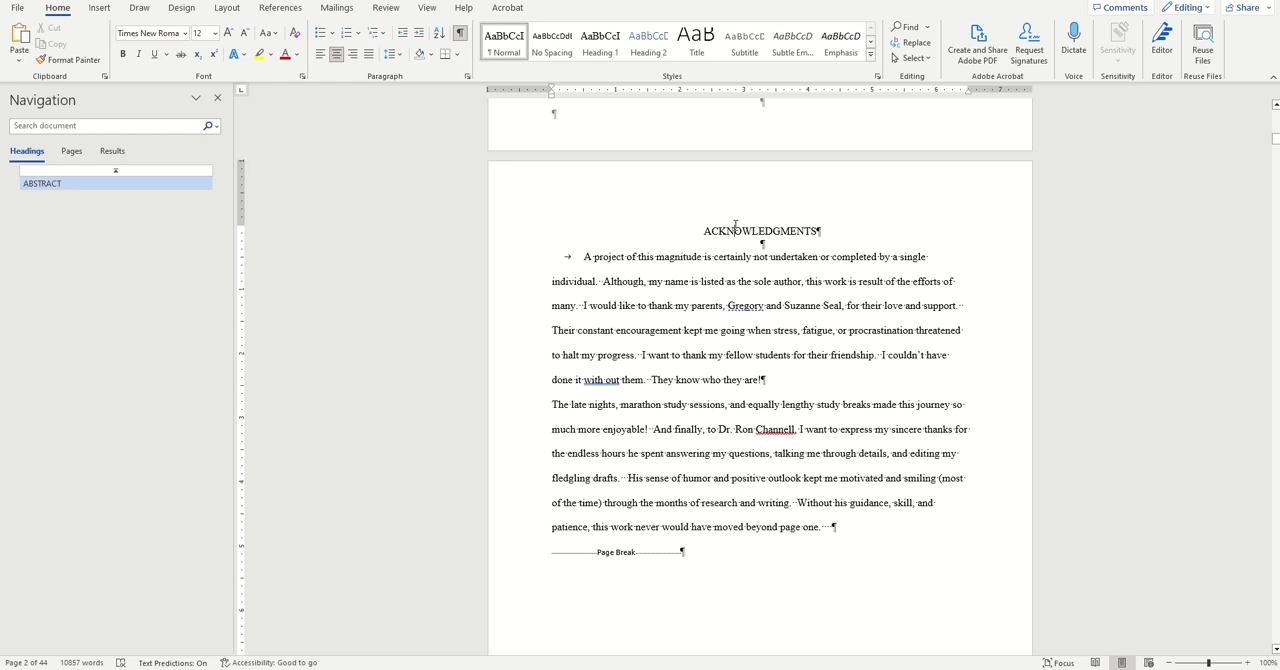 File Home Insert Draw Design Layout References Mailings Review View Help Acrobat Comments Editing Share
Paste Cut Copy Format Painter Clipboard
Times New Roma 12 Aa B I U ab x₂ x² A Font
Paragraph
AaBbCcI ¶ Normal AaBbCcDdI No Spacing AaBbCcI Heading 1 AaBbCcL Heading 2 AaB Title AaBbCcL Subtitle AaBbCcD Subtle Em... AaBbCcD Emphasis Styles
Find Replace Select Editing
Create and Share Adobe PDF Request Signatures Adobe Acrobat
Dictate Voice Sensitivity Sensitivity Editor Editor Reuse Files Reuse Files
Navigation
Search document
Headings Pages Results
ABSTRACT
ACKNOWLEDGMENTS¶
¶
A project of this magnitude is certainly not undertaken or completed by a single
individual. Although, my name is listed as the sole author, this work is result of the efforts of
many. I would like to thank my parents, Gregory and Suzanne Seal, for their love and support.
Their constant encouragement kept me going when stress, fatigue, or procrastination threatened
to halt my progress. I want to thank my fellow students for their friendship. I couldn't have
done it with out them. They know who they are!¶
The late nights, marathon study sessions, and equally lengthy study breaks made this journey so
much more enjoyable! And finally, to Dr. Ron Channell, I want to express my sincere thanks for
the endless hours he spent answering my questions, talking me through details, and editing my
fledgling drafts. His sense of humor and positive outlook kept me motivated and smiling (most
of the time) through the months of research and writing. Without his guidance, skill, and
patience, this work never would have moved beyond page one. ¶
Page Break¶
Page 2 of 44 10857 words Text Predictions: On Accessibility: Good to go Focus 100%